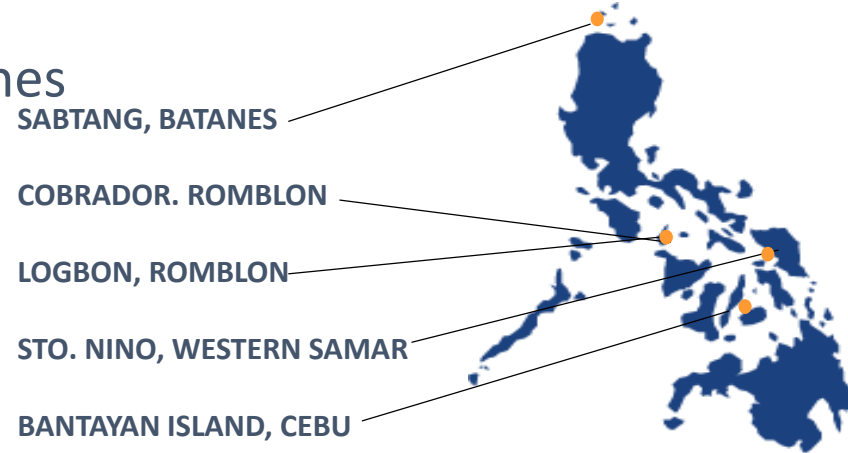 nes
SABTANG, BATANES
COBRADOR. ROMBLON
LOGBON, ROMBLON
STO. NINO, WESTERN SAMAR
BANTAYAN ISLAND, CEBU